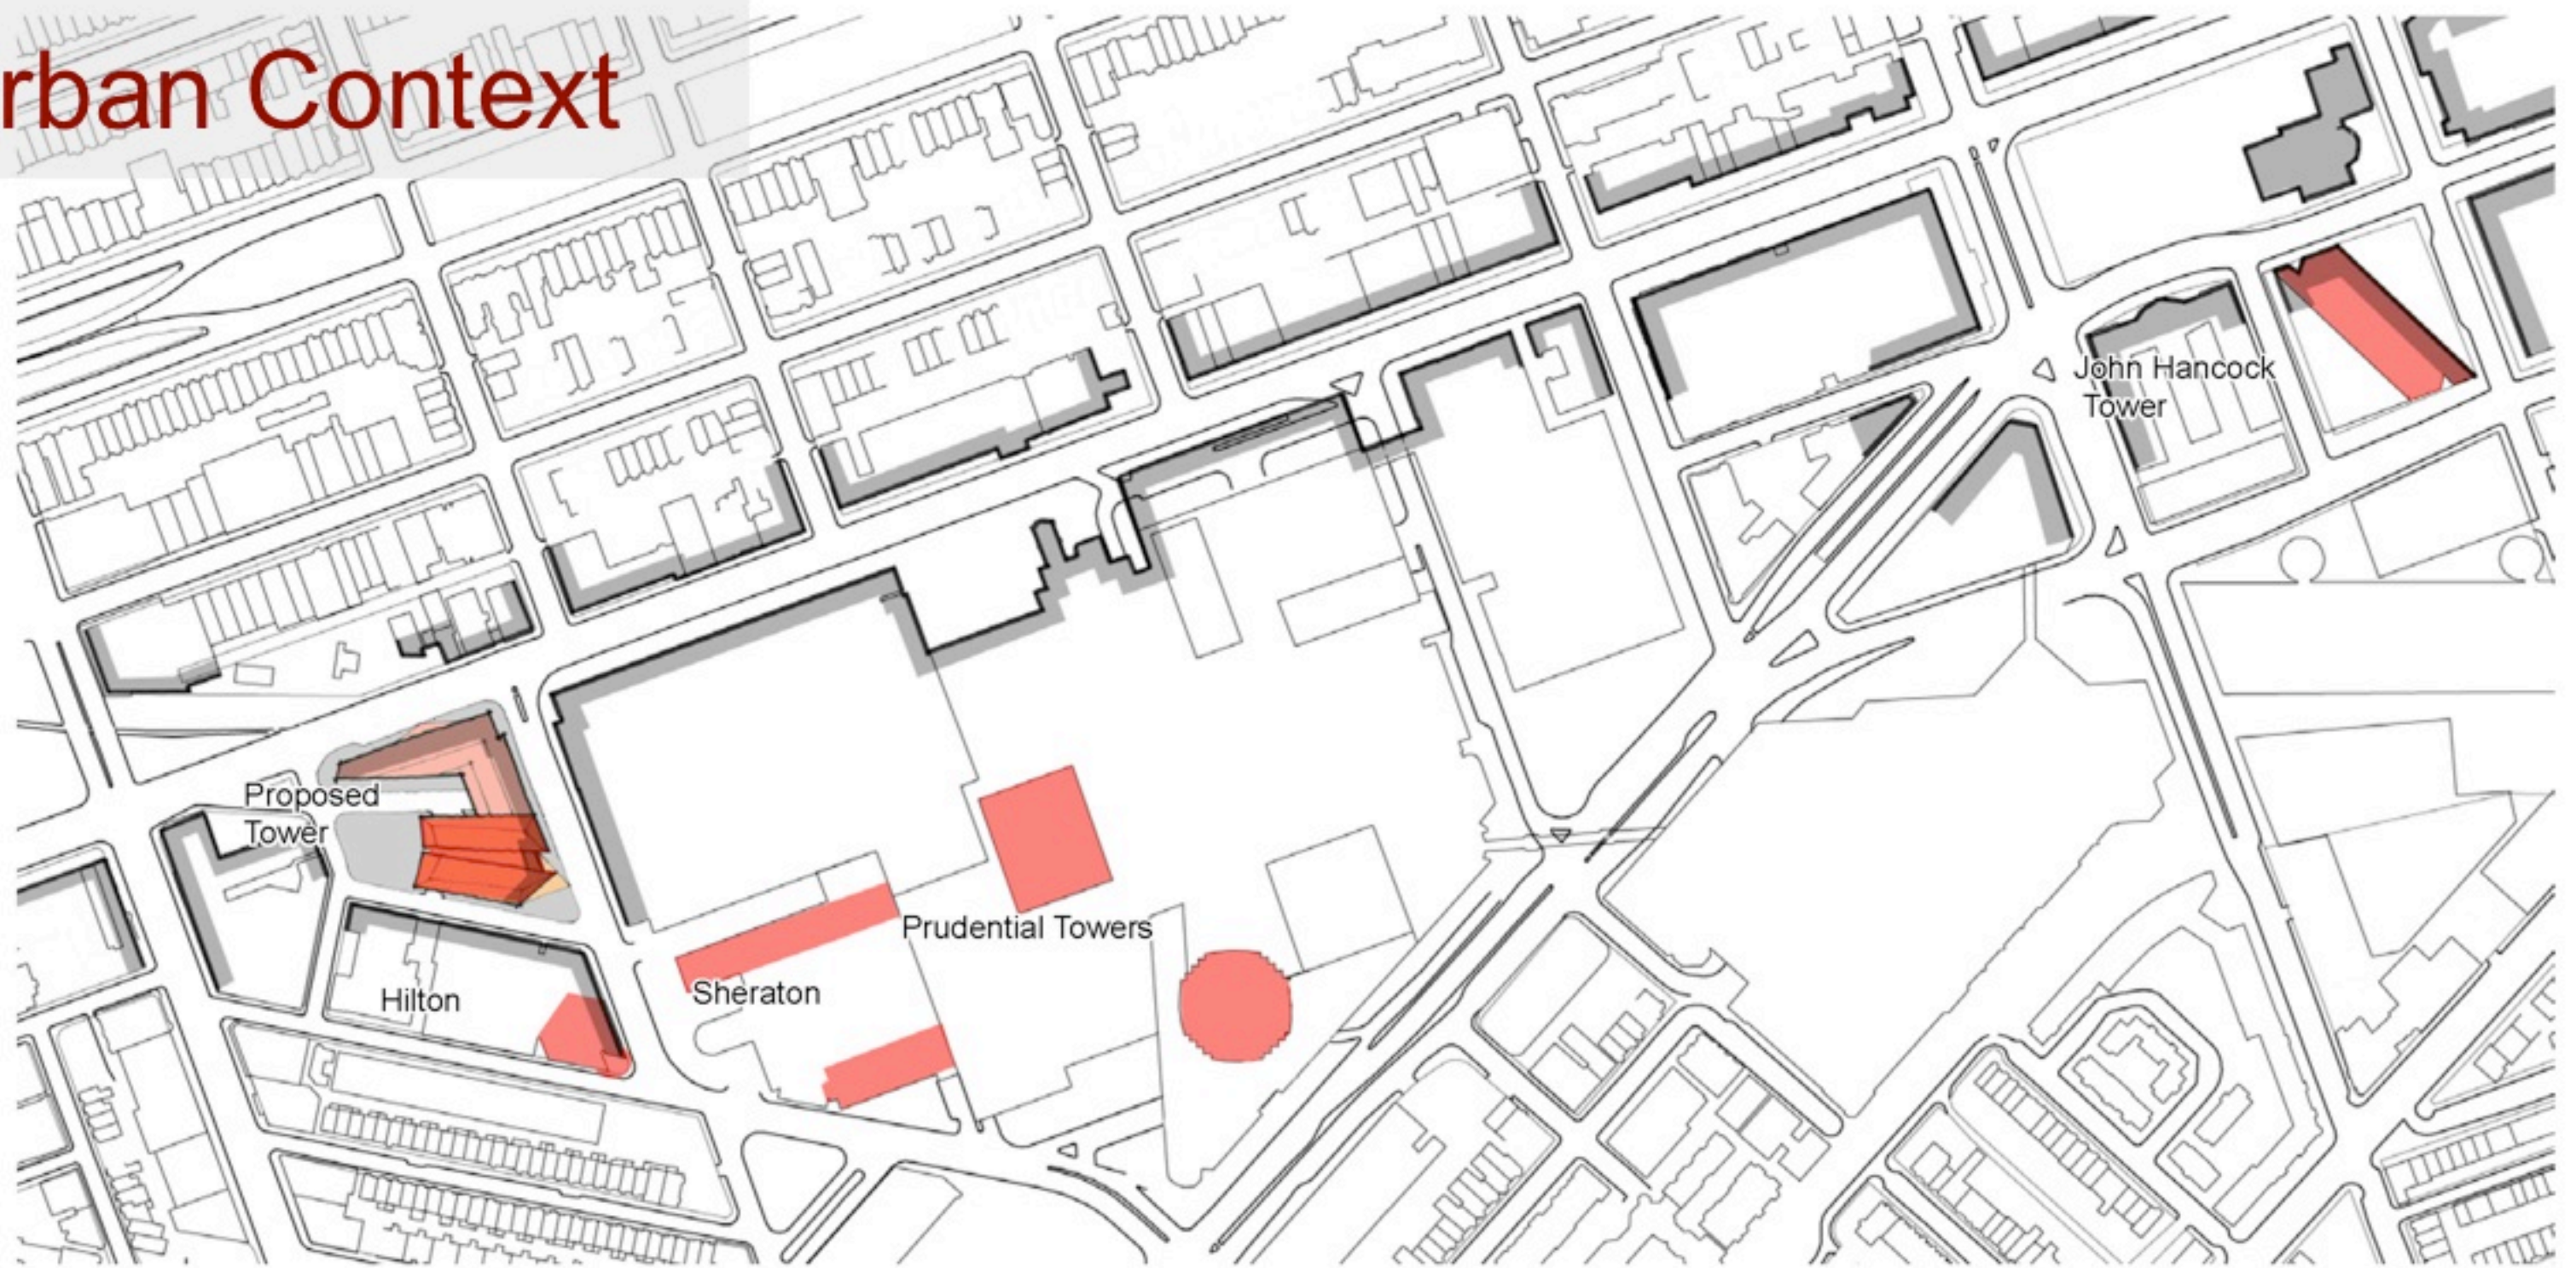 rban Context
John Hancock
Tower
Proposed
Tower
Prudential Towers
Sheraton
Hilton